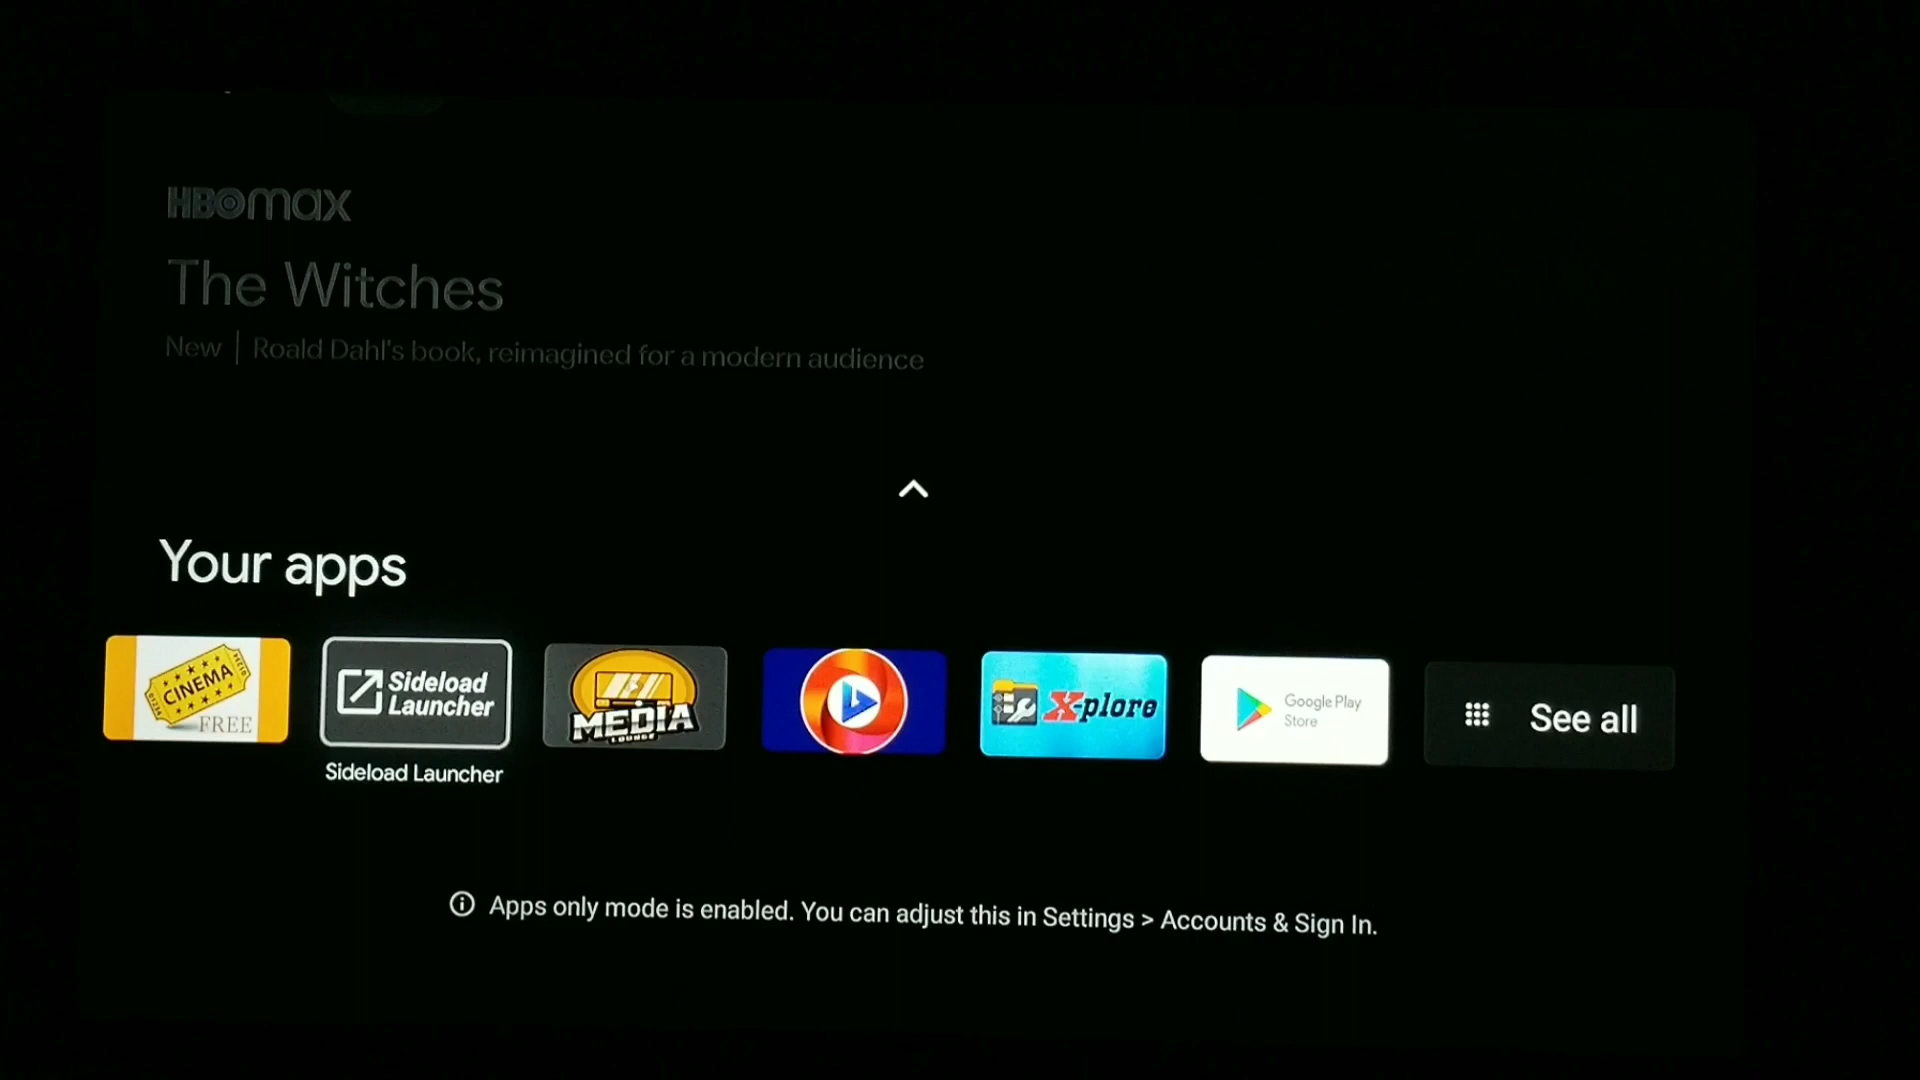 HBOmax
The Witches
New | Roald Dahl's book, reimagined for a modern audience
Your apps
CINEMA
FREE
Sideload
Launcher
MEDIA
LOUNGE
X-plore
Google Play
Store
See all
Sideload Launcher
Apps only mode is enabled. You can adjust this in Settings > Accounts & Sign In.